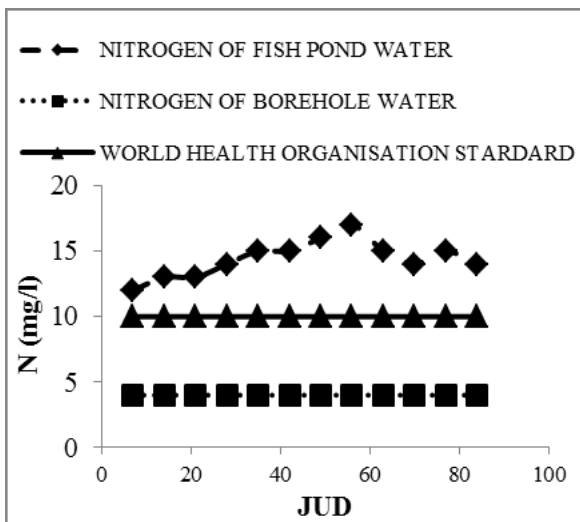 NITROGEN OF FISH POND WATER
NITROGEN OF BOREHOLE WATER
WORLD HEALTH ORGANISATION STARDARD
20
15
10
5
0
N (mg/l)
0 20 40 60 80 100
JUD